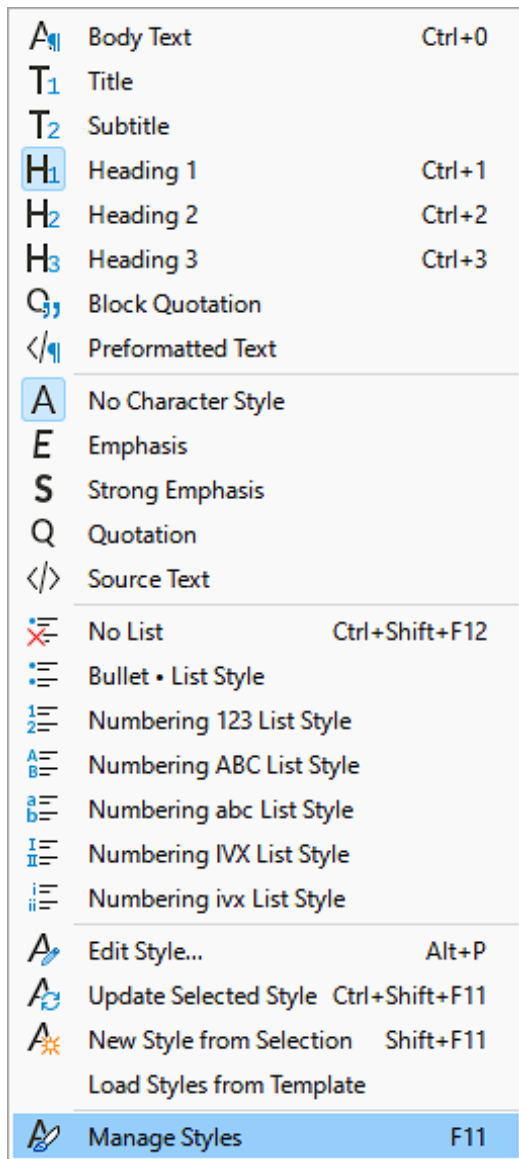 Body Text Ctrl+0
Title
Subtitle
Heading 1 Ctrl+1
Heading 2 Ctrl+2
Heading 3 Ctrl+3
Block Quotation
Preformatted Text
No Character Style
Emphasis
Strong Emphasis
Quotation
Source Text
No List Ctrl+Shift+F12
Bullet • List Style
Numbering 123 List Style
Numbering ABC List Style
Numbering abc List Style
Numbering IVX List Style
Numbering ivx List Style
Edit Style... Alt+P
Update Selected Style Ctrl+Shift+F11
New Style from Selection Shift+F11
Load Styles from Template
Manage Styles F11